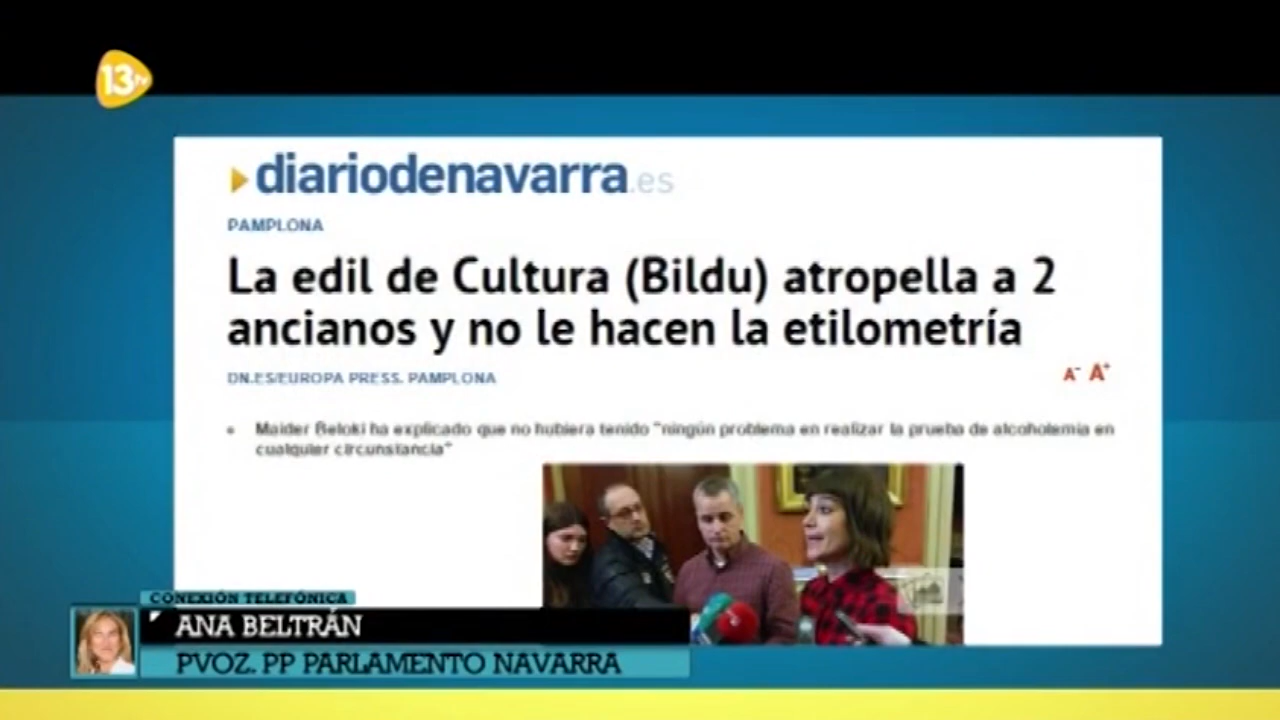 13tv
diariodenavarra.es
PAMPLONA
La edil de Cultura (Bildu) atropella a 2
ancianos y no le hacen la etilometría
DN.ES/EUROPA PRESS. PAMPLONA
A- A+
Maider Beloki ha explicado que no hubiera tenido "ningún problema en realizar la prueba de alcoholemia en
cualquier circunstancia"
CONEXIÓN TELEFÓNICA
ANA BELTRÁN
PVOZ. PP PARLAMENTO NAVARRA